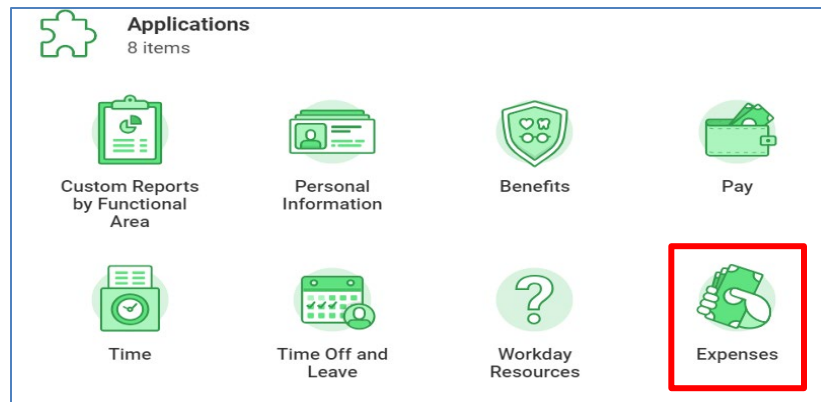 Applications
8 items
Custom Reports
by Functional
Area
Personal
Information
Benefits
Pay
Time
Time Off and
Leave
Workday
Resources
Expenses